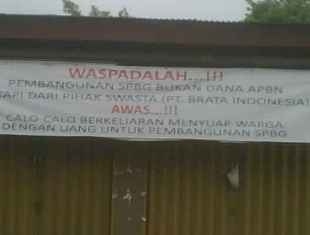 WASPADALAH...!!!
PEMBANGUNAN SPBG BUKAN DANA APBN
TAPI DARI PIHAK SWASTA (PT. BRATA INDONESIA)
AWAS...!!!
CALO CALO BERKELIARAN MENYUAP WARGA
DENGAN UANG UNTUK PEMBANGUNAN SPBG